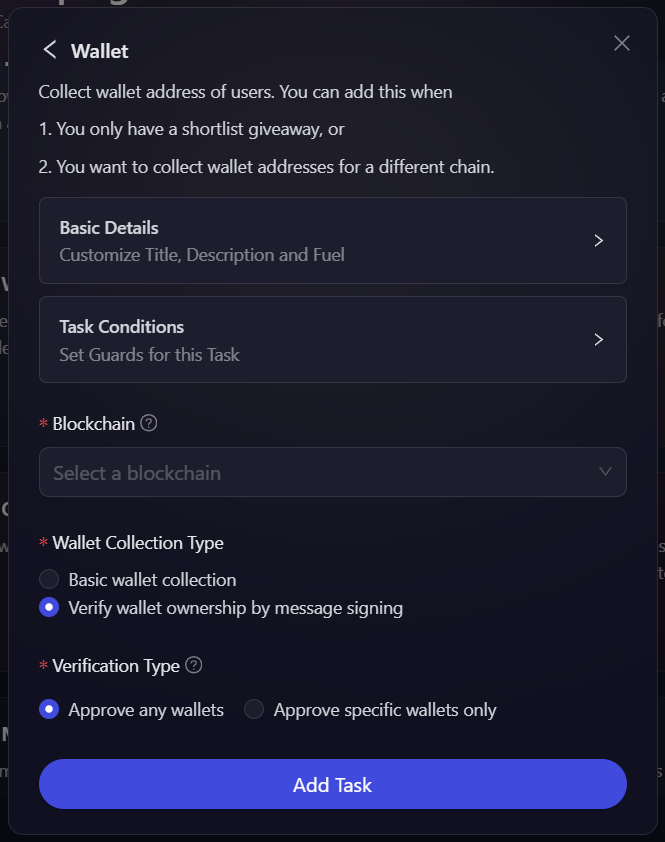 Wallet
Collect wallet address of users. You can add this when
1. You only have a shortlist giveaway, or
2. You want to collect wallet addresses for a different chain.
Basic Details
Customize Title, Description and Fuel
Task Conditions
Set Guards for this Task
* Blockchain ?
Select a blockchain
* Wallet Collection Type
Basic wallet collection
Verify wallet ownership by message signing
* Verification Type ?
Approve any wallets Approve specific wallets only
Add Task